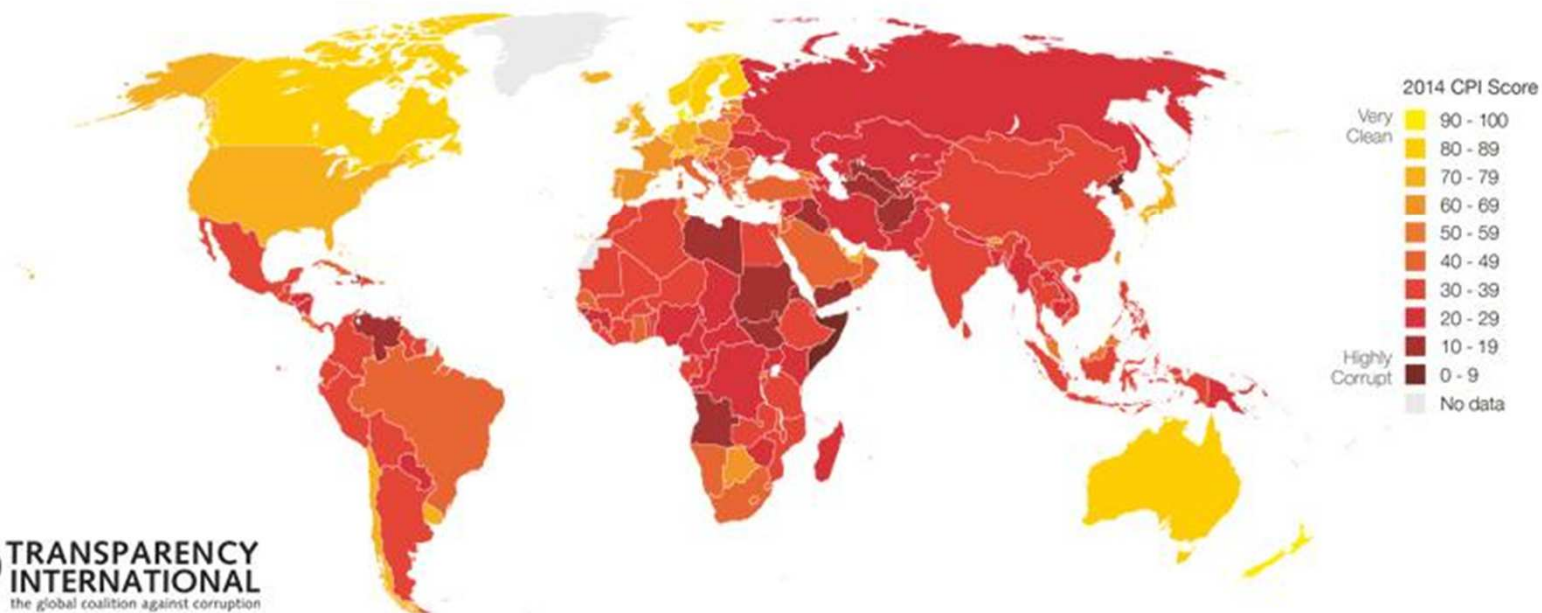 2014 CPI Score
Very
Clean
90 - 100
80 - 89
70 - 79
60 - 69
50 - 59
40 - 49
30 - 39
20 - 29
10 - 19
Highly
Corrupt
0 - 9
No data
TRANSPARENCY
INTERNATIONAL
the global coalition against corruption